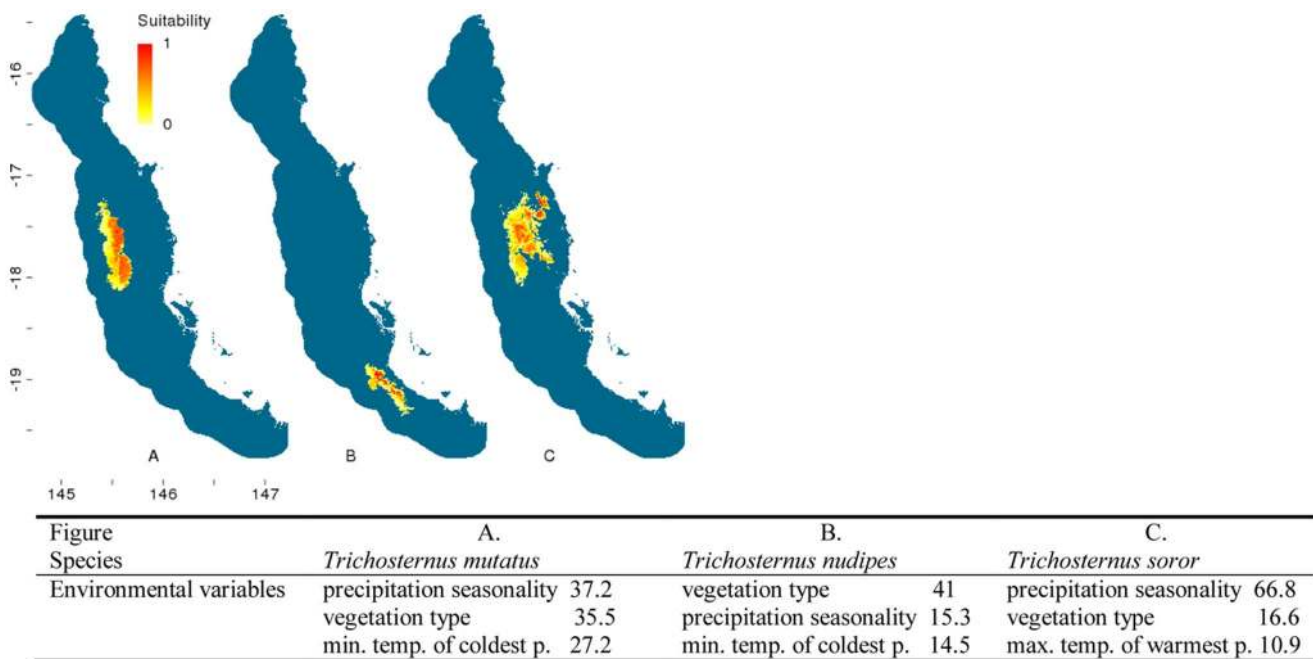 Suitability
1
0
-16
-17
-18
-19
A
B
C
145
146
147
Figure A. B. C.
Species Trichosternus mutatus Trichosternus nudipes Trichosternus soror
Environmental variables precipitation seasonality 37.2 vegetation type 41 precipitation seasonality 66.8
vegetation type 35.5 precipitation seasonality 15.3 vegetation type 16.6
min. temp. of coldest p. 27.2 min. temp. of coldest p. 14.5 max. temp. of warmest p. 10.9